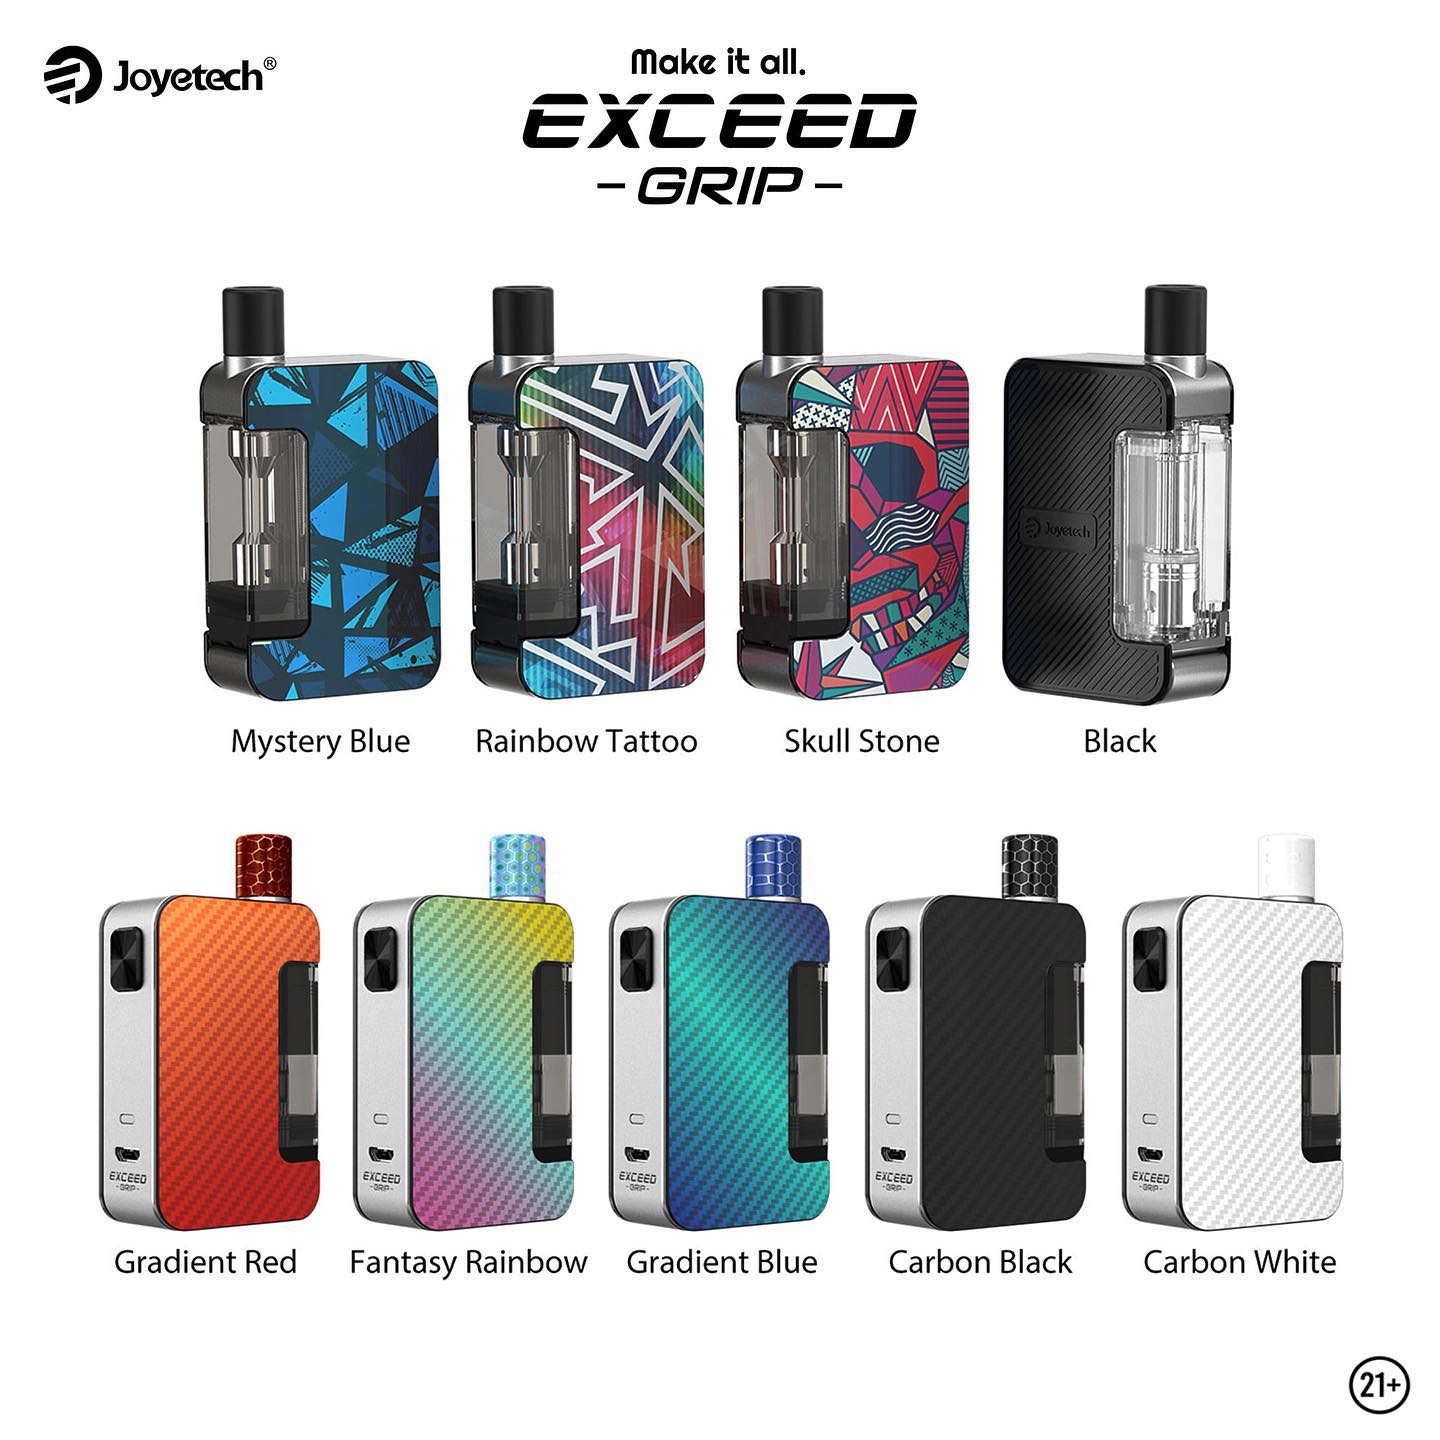 Joyetech®
Make it all.
EXCEED
-GRIP-
Joyetech
Mystery Blue
Rainbow Tattoo
Skull Stone
Black
EXCEED
-GRIP-
EXCEED
-GRIP-
EXCEED
-GRIP-
EXCEED
-GRIP-
EXCEED
-GRIP-
Gradient Red
Fantasy Rainbow
Gradient Blue
Carbon Black
Carbon White
21+